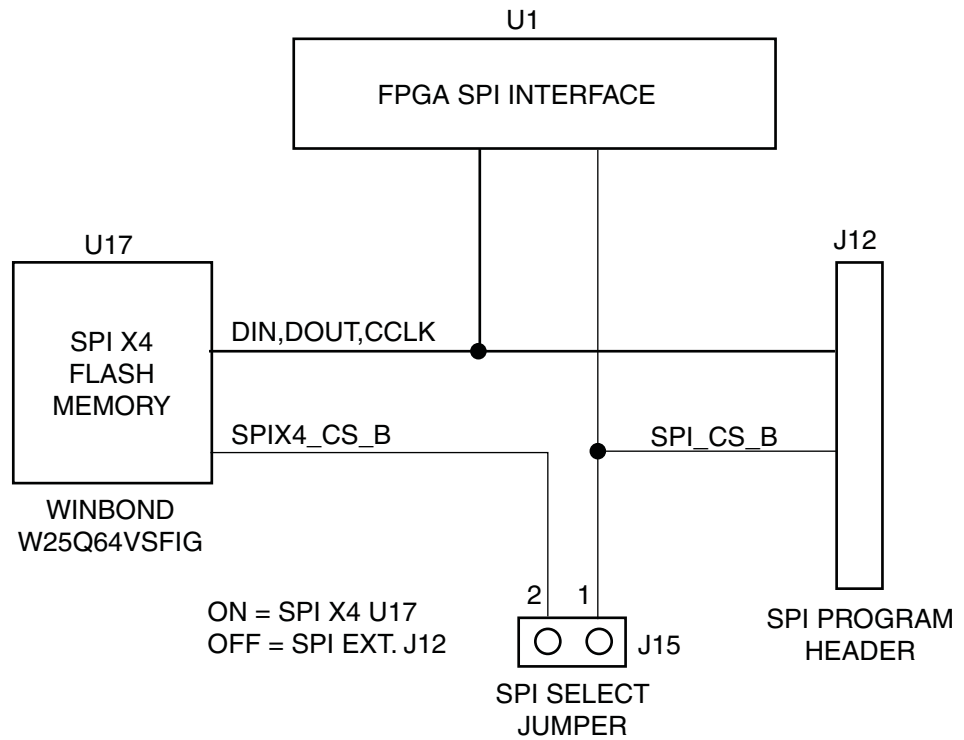 U1
FPGA SPI INTERFACE
U17
J12
SPI X4
FLASH
MEMORY
DIN,DOUT,CCLK
SPIX4_CS_B
SPI_CS_B
WINBOND
W25Q64VSFIG
ON = SPI X4 U17
OFF = SPI EXT. J12
2 1
J15
SPI SELECT
JUMPER
SPI PROGRAM
HEADER